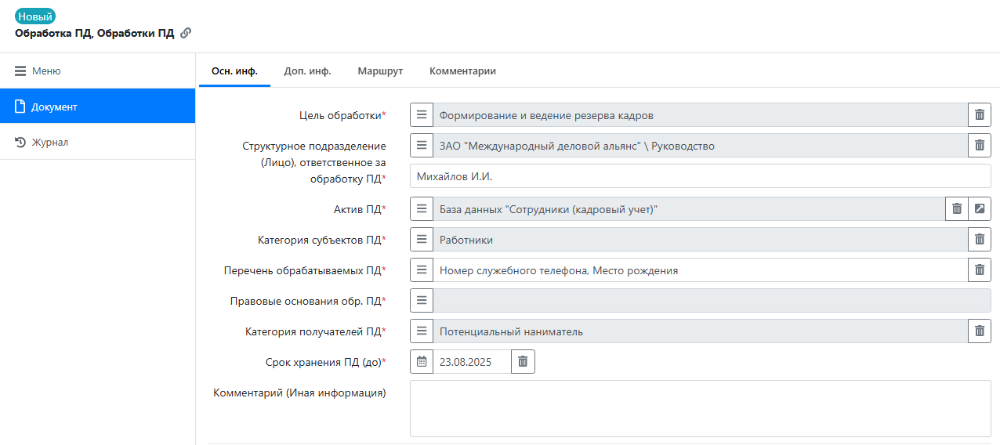 Новый
Обработка ПД, Обработки ПД
Меню
Документ
Журнал
Осн. инф. Доп. инф. Маршрут Комментарии
Цель обработки* Формирование и ведение резерва кадров
Структурное подразделение (Лицо), ответственное за обработку ПД* ЗАО "Международный деловой альянс" \ Руководство
Михайлов И.И.
Актив ПД* База данных "Сотрудники (кадровый учет)"
Категория субъектов ПД* Работники
Перечень обрабатываемых ПД* Номер служебного телефона, Место рождения
Правовые основания обр. ПД*
Категория получателей ПД* Потенциальный наниматель
Срок хранения ПД (до)* 23.08.2025
Комментарий (Иная информация)